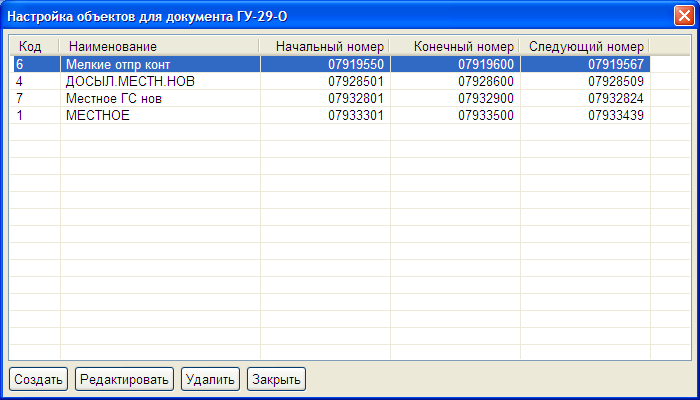 Настройка объектов для документа ГУ-29-О
Код Наименование Начальный номер Конечный номер Следующий номер
6 Мелкие отпр конт 07919550 07919600 07919567
4 ДОСЫЛ.МЕСТН.НОВ 07928501 07928600 07928509
7 Местное ГС нов 07932801 07932900 07932824
1 МЕСТНОЕ 07933301 07933500 07933439
Создать Редактировать Удалить Закрыть